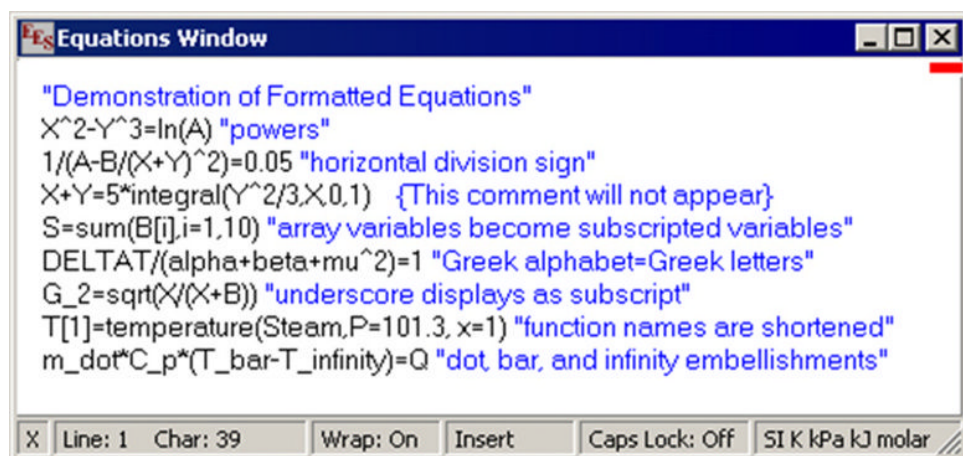 EES Equations Window
"Demonstration of Formatted Equations"
X^2-Y^3=ln(A) "powers"
1/(A-B/(X+Y)^2)=0.05 "horizontal division sign"
X+Y=5*integral(Y^2/3,X,0,1) {This comment will not appear}
S=sum(B[i],i=1,10) "array variables become subscripted variables"
DELTAT/(alpha+beta+mu^2)=1 "Greek alphabet=Greek letters"
G_2=sqrt(X/(X+B)) "underscore displays as subscript"
T[1]=temperature(Steam,P=101.3, x=1) "function names are shortened"
m_dot*C_p*(T_bar-T_infinity)=Q "dot, bar, and infinity embellishments"
X Line: 1 Char: 39 Wrap: On Insert Caps Lock: Off SI K kPa kJ molar